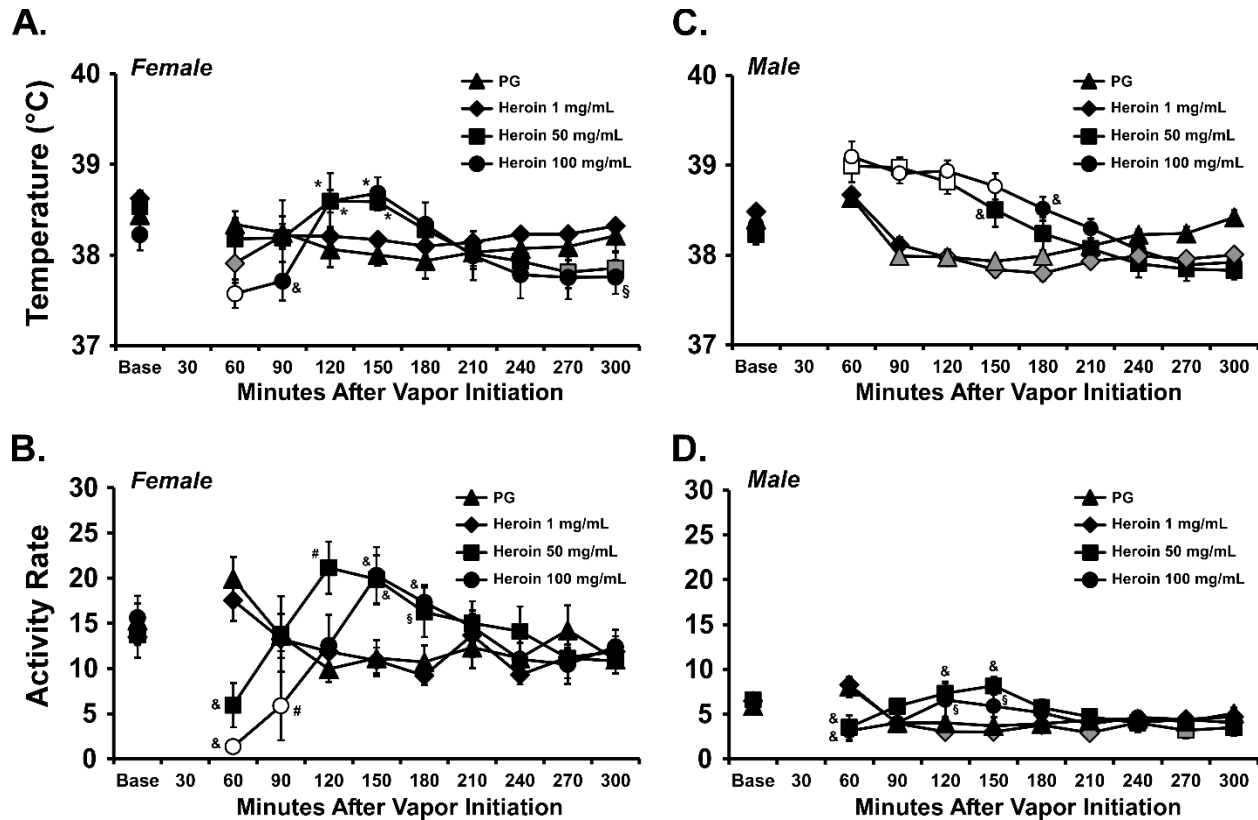 A.
Female
Temperature (°C)
40
39
38
37
PG
Heroin 1 mg/mL
Heroin 50 mg/mL
Heroin 100 mg/mL
*
*
*
*
&
§
Base 30 60 90 120 150 180 210 240 270 300
Minutes After Vapor Initiation
C.
Male
40
39
38
37
PG
Heroin 1 mg/mL
Heroin 50 mg/mL
Heroin 100 mg/mL
&
&
Base 30 60 90 120 150 180 210 240 270 300
Minutes After Vapor Initiation
B.
Female
Activity Rate
30
25
20
15
10
5
0
PG
Heroin 1 mg/mL
Heroin 50 mg/mL
Heroin 100 mg/mL
#
&
&
&
§
&
#
&
Base 30 60 90 120 150 180 210 240 270 300
Minutes After Vapor Initiation
D.
Male
30
25
20
15
10
5
0
PG
Heroin 1 mg/mL
Heroin 50 mg/mL
Heroin 100 mg/mL
&
&
§
§
&
&
Base 30 60 90 120 150 180 210 240 270 300
Minutes After Vapor Initiation